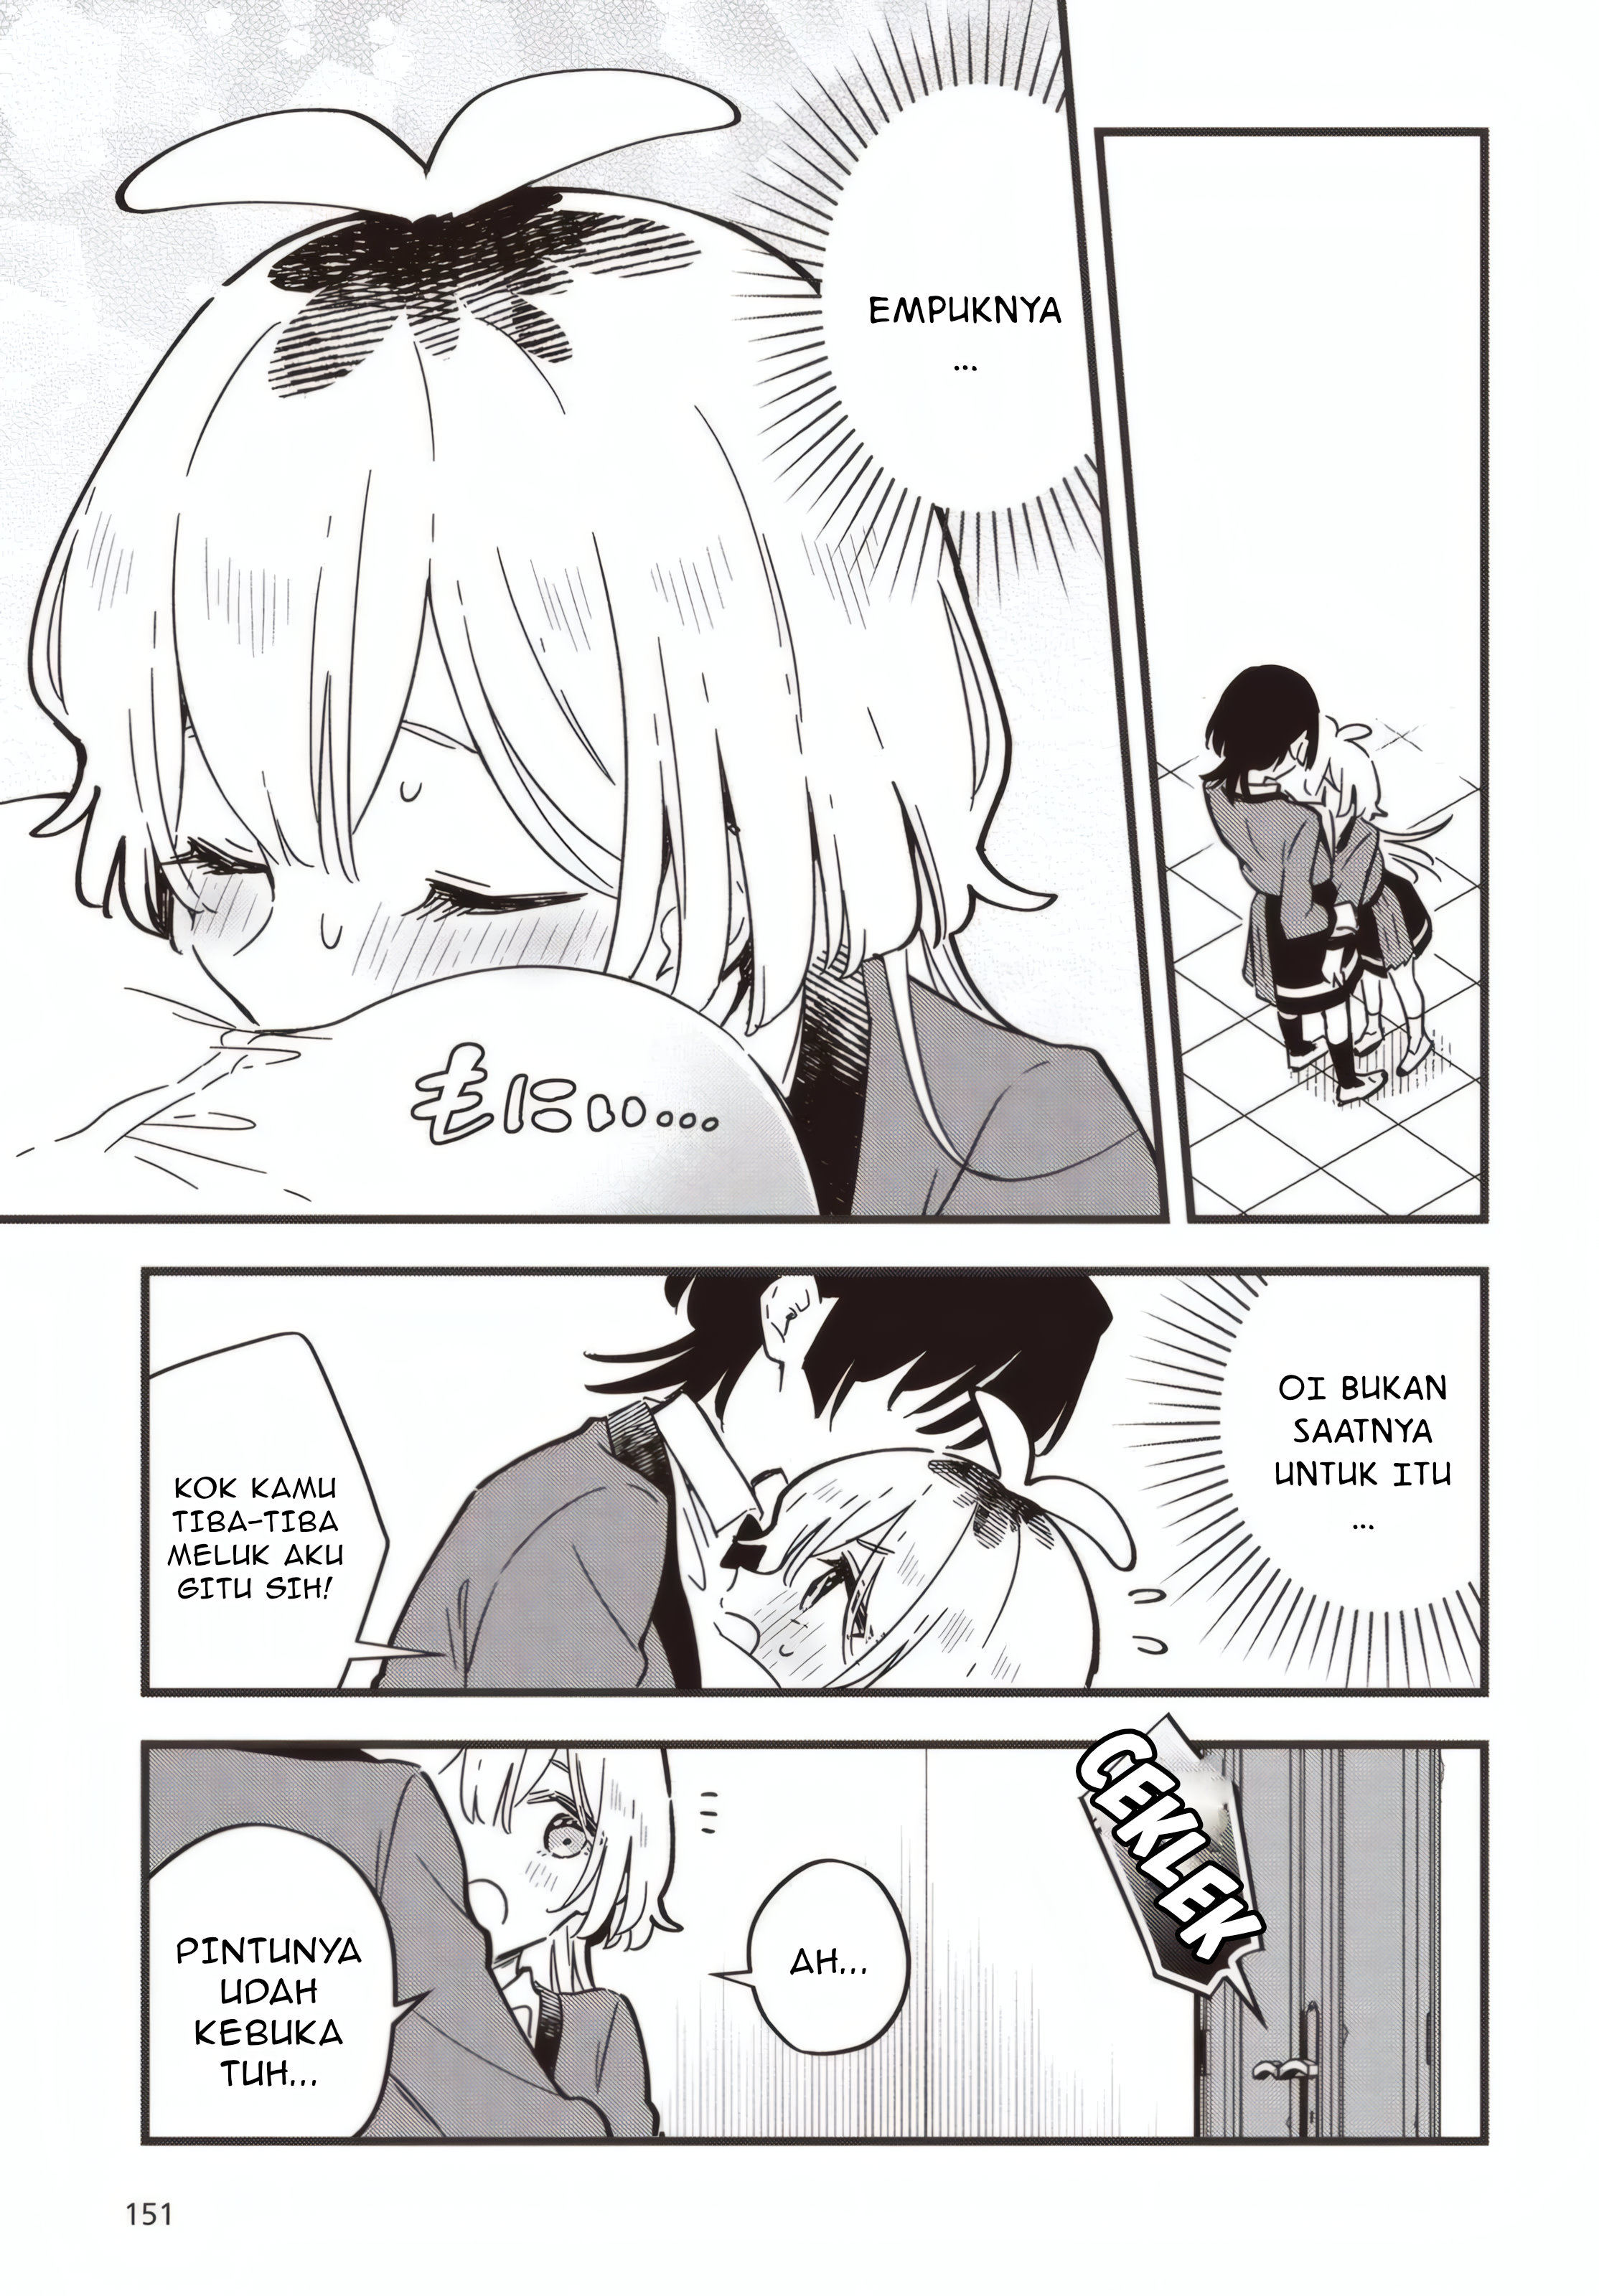 EMPUKNYA
...
もにぃ...
OI BUKAN
SAATNYA
UNTUK ITU
...
KOK KAMU
TIBA-TIBA
MELUK AKU
GITU SIH!
CEKLEK
AH...
PINTUNYA
UDAH
KEBUKA
TUH...
151